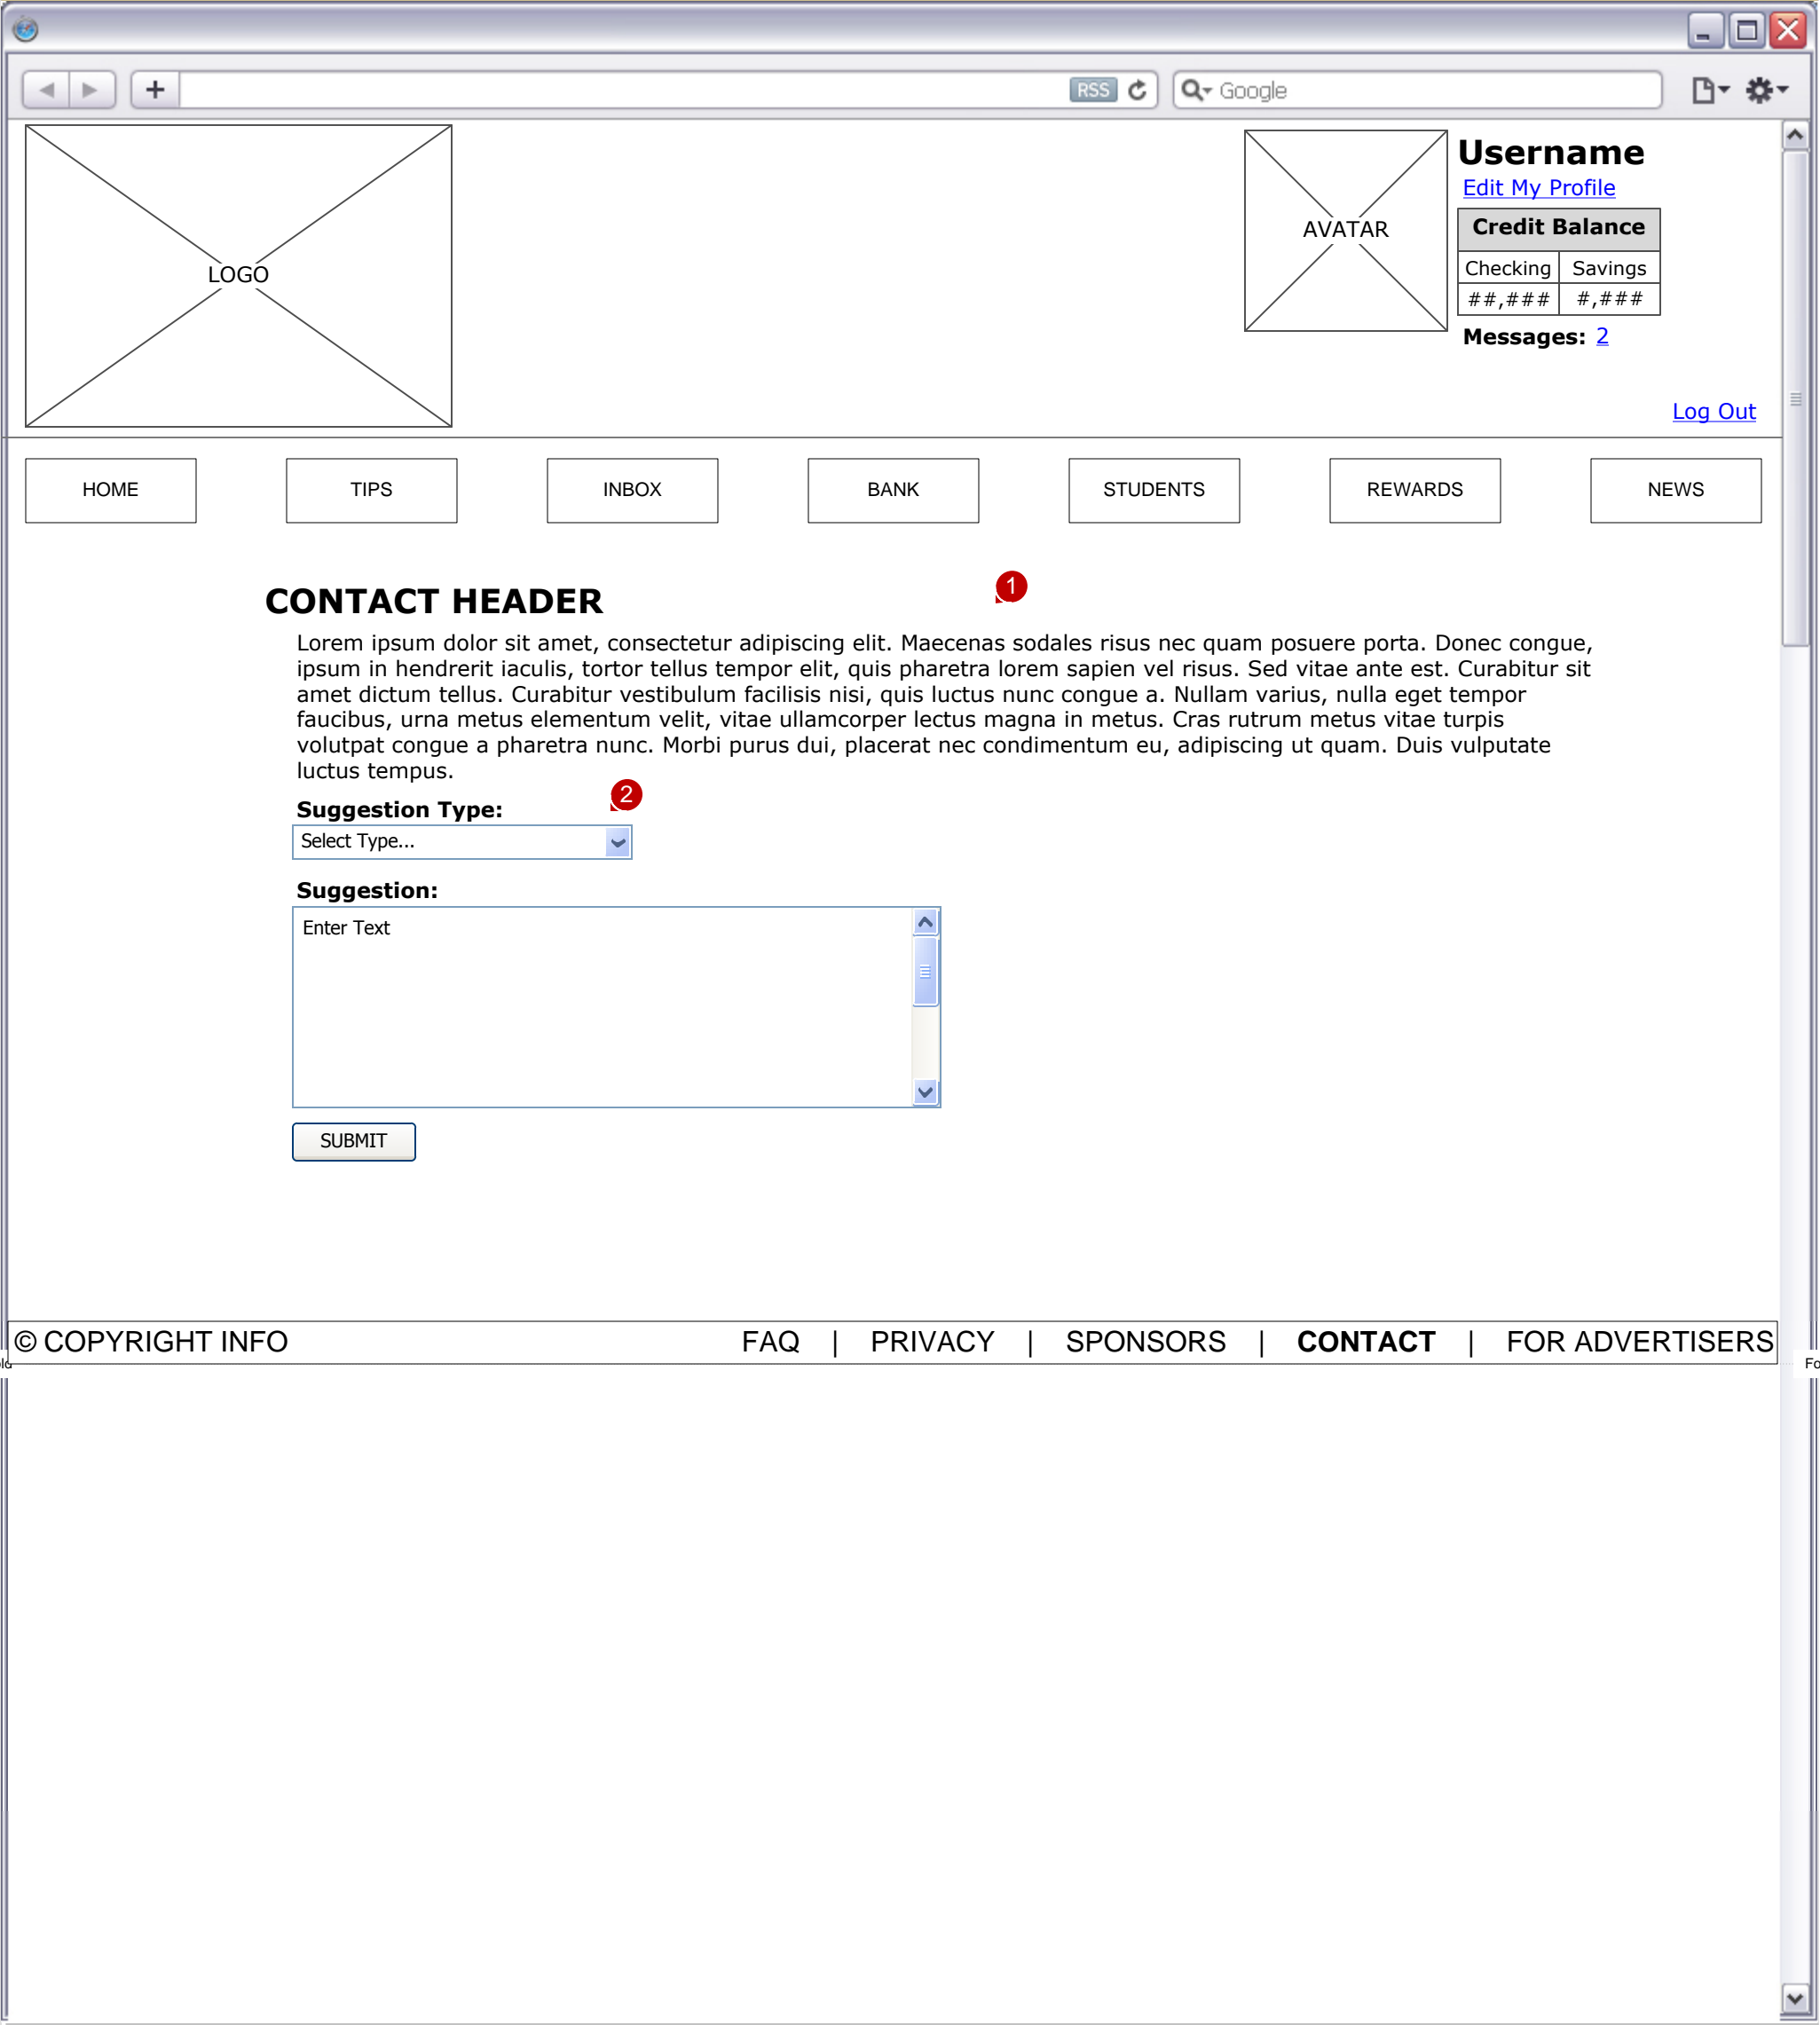 RSS
Google
LOGO
AVATAR
Username
Edit My Profile
Credit Balance
Checking Savings
##,### #,###
Messages: 2
Log Out
HOME TIPS INBOX BANK STUDENTS REWARDS NEWS
1
CONTACT HEADER
Lorem ipsum dolor sit amet, consectetur adipiscing elit. Maecenas sodales risus nec quam posuere porta. Donec congue,
ipsum in hendrerit iaculis, tortor tellus tempor elit, quis pharetra lorem sapien vel risus. Sed vitae ante est. Curabitur sit
amet dictum tellus. Curabitur vestibulum facilisis nisi, quis luctus nunc congue a. Nullam varius, nulla eget tempor
faucibus, urna metus elementum velit, vitae ullamcorper lectus magna in metus. Cras rutrum metus vitae turpis
volutpat congue a pharetra nunc. Morbi purus dui, placerat nec condimentum eu, adipiscing ut quam. Duis vulputate
luctus tempus.
2
Suggestion Type:
Select Type...
Suggestion:
Enter Text
SUBMIT
© COPYRIGHT INFO FAQ | PRIVACY | SPONSORS | CONTACT | FOR ADVERTISERS